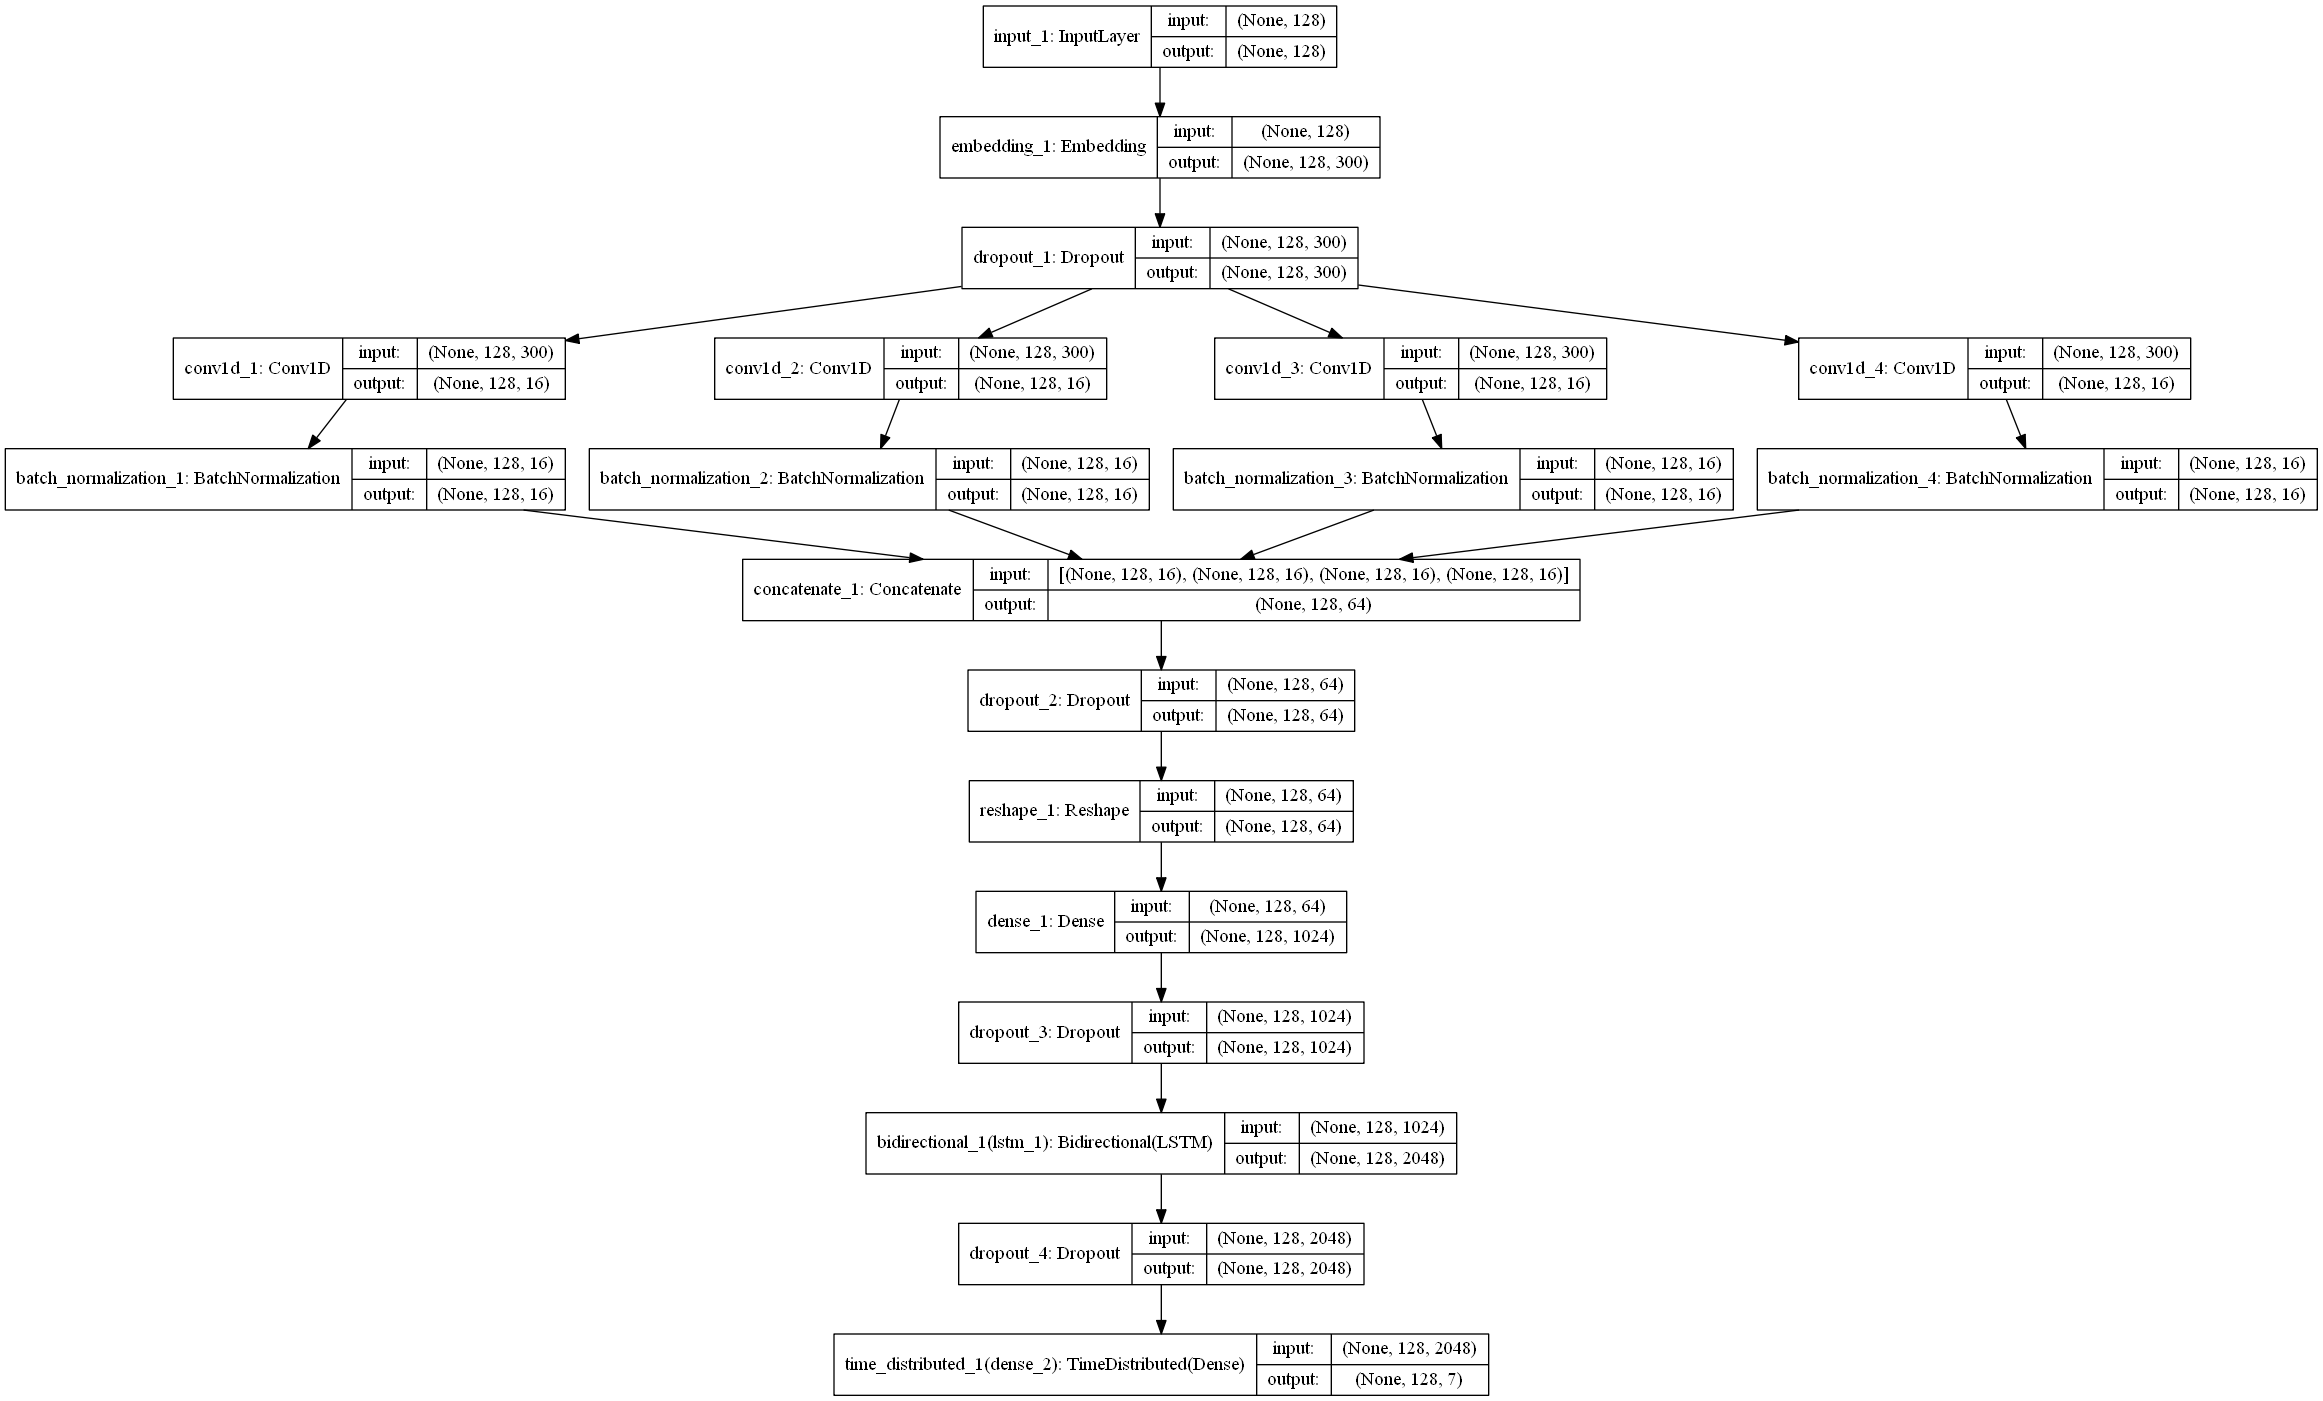 input_1: InputLayer
input: (None, 128)
output: (None, 128)
embedding_1: Embedding
input: (None, 128)
output: (None, 128, 300)
dropout_1: Dropout
input: (None, 128, 300)
output: (None, 128, 300)
conv1d_1: Conv1D
input: (None, 128, 300)
output: (None, 128, 16)
conv1d_2: Conv1D
input: (None, 128, 300)
output: (None, 128, 16)
conv1d_3: Conv1D
input: (None, 128, 300)
output: (None, 128, 16)
conv1d_4: Conv1D
input: (None, 128, 300)
output: (None, 128, 16)
batch_normalization_1: BatchNormalization
input: (None, 128, 16)
output: (None, 128, 16)
batch_normalization_2: BatchNormalization
input: (None, 128, 16)
output: (None, 128, 16)
batch_normalization_3: BatchNormalization
input: (None, 128, 16)
output: (None, 128, 16)
batch_normalization_4: BatchNormalization
input: (None, 128, 16)
output: (None, 128, 16)
concatenate_1: Concatenate
input: [(None, 128, 16), (None, 128, 16), (None, 128, 16), (None, 128, 16)]
output: (None, 128, 64)
dropout_2: Dropout
input: (None, 128, 64)
output: (None, 128, 64)
reshape_1: Reshape
input: (None, 128, 64)
output: (None, 128, 64)
dense_1: Dense
input: (None, 128, 64)
output: (None, 128, 1024)
dropout_3: Dropout
input: (None, 128, 1024)
output: (None, 128, 1024)
bidirectional_1(lstm_1): Bidirectional(LSTM)
input: (None, 128, 1024)
output: (None, 128, 2048)
dropout_4: Dropout
input: (None, 128, 2048)
output: (None, 128, 2048)
time_distributed_1(dense_2): TimeDistributed(Dense)
input: (None, 128, 2048)
output: (None, 128, 7)